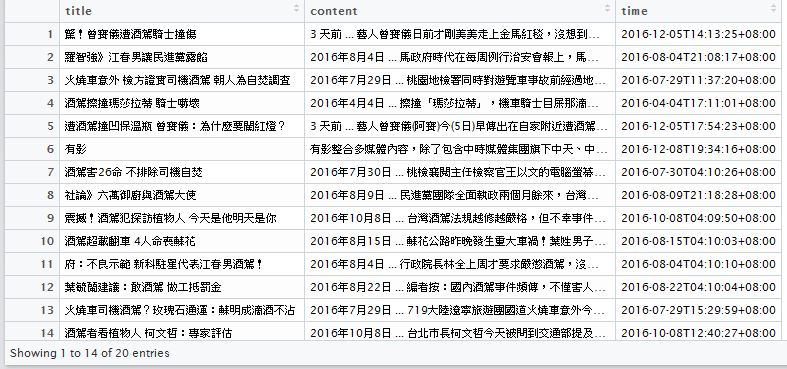 title content time
1 驚！曾寶儀遭酒駕騎士撞傷 3 天前 ... 藝人曾寶儀日前才剛美美走上金馬紅毯，沒想到... 2016-12-05T14:13:25+08:00
2 羅智強》江春男讓民進黨露餡 2016年8月4日 ... 馬政府時代在每周例行治安會報上，馬... 2016-08-04T21:08:17+08:00
3 火燒車意外 檢方證實司機酒駕 朝人為自焚調查 2016年7月29日 ... 桃園地檢署同時對遊覽車事故前經過地... 2016-07-29T11:37:20+08:00
4 酒駕擦撞瑪莎拉蒂 騎士嚇壞 2016年4月4日 ... 擦撞「瑪莎拉蒂」，機車騎士目屎那滴... 2016-04-04T17:11:01+08:00
5 遭酒駕撞凹保溫瓶 曾寶儀：為什麼要闖紅燈？ 3 天前 ... 藝人曾寶儀(阿寶)今(5日)早傳出在自家附近遭酒駕... 2016-12-05T17:54:23+08:00
6 有影 有影整合多媒體內容，除了包含中時媒體集團旗下中天、中... 2016-12-08T19:34:16+08:00
7 酒駕害26命 不排除司機自焚 2016年7月30日 ... 桃檢襄閱主任檢察官王以文的電腦螢幕... 2016-07-30T04:10:26+08:00
8 社論》六萬御廚與酒駕大使 2016年8月9日 ... 民進黨團隊全面執政兩個月餘來，台灣... 2016-08-09T21:18:28+08:00
9 震撼！酒駕犯探訪植物人 今天是他明天是你 2016年10月8日 ... 台灣酒駕法規越修越嚴格，但不幸事件... 2016-10-08T04:09:50+08:00
10 酒駕超載翻車 4人命喪蘇花 2016年8月15日 ... 蘇花公路昨晚發生重大車禍！葉姓男子... 2016-08-15T04:10:03+08:00
11 府：不良示範 新科駐星代表江春男酒駕！ 2016年8月4日 ... 行政院長林全上周才要求嚴懲酒駕，沒... 2016-08-04T04:10:10+08:00
12 葉毓蘭建議：敢酒駕 做工抵罰金 2016年8月22日 ... 編者按：國內酒駕事件頻傳，不僅害人... 2016-08-22T04:10:04+08:00
13 火燒車司機酒駕？玫瑰石通運：蘇明成滴酒不沾 2016年7月29日 ... 719大陸遼寧旅遊團國道火燒車意外今... 2016-07-29T15:29:59+08:00
14 酒駕者看植物人 柯文哲：專家評估 2016年10月8日 ... 台北市長柯文哲今天被問到交通部提及... 2016-10-08T12:40:27+08:00
Showing 1 to 14 of 20 entries